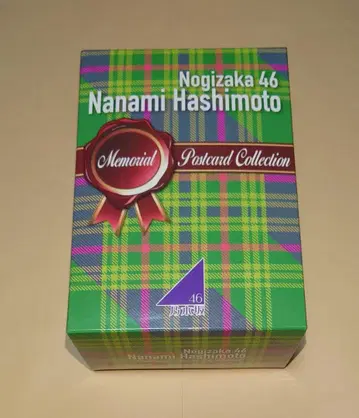 Nogizaka 46
Nanami Hashimoto
Memorial Postcard Collection
46
Nogizaka 46
Nanami Hashimoto